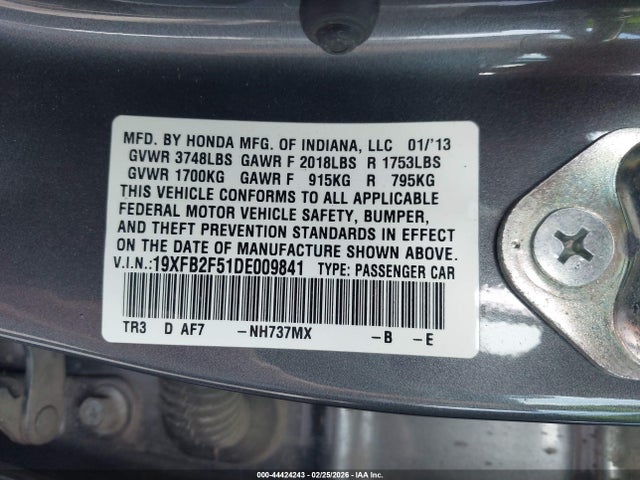 MFD. BY HONDA MFG. OF INDIANA, LLC 01/'13
GVWR 3748LBS GAWR F 2018LBS R 1753LBS
GVWR 1700KG GAWR F 915KG R 795KG
THIS VEHICLE CONFORMS TO ALL APPLICABLE
FEDERAL MOTOR VEHICLE SAFETY, BUMPER,
AND THEFT PREVENTION STANDARDS IN EFFECT
ON THE DATE OF MANUFACTURE SHOWN ABOVE.
V.I.N.:19XFB2F51DE009841 TYPE: PASSENGER CAR
TR3 D AF7 -NH737MX -B -E
000-44424243 - 02/25/2026 - IAA Inc.